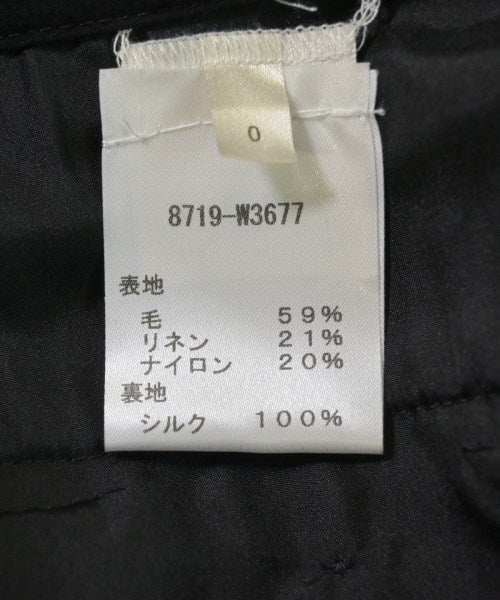 0
8719-W3677
表地
毛 59%
リネン 21%
ナイロン 20%
裏地
シルク 100%